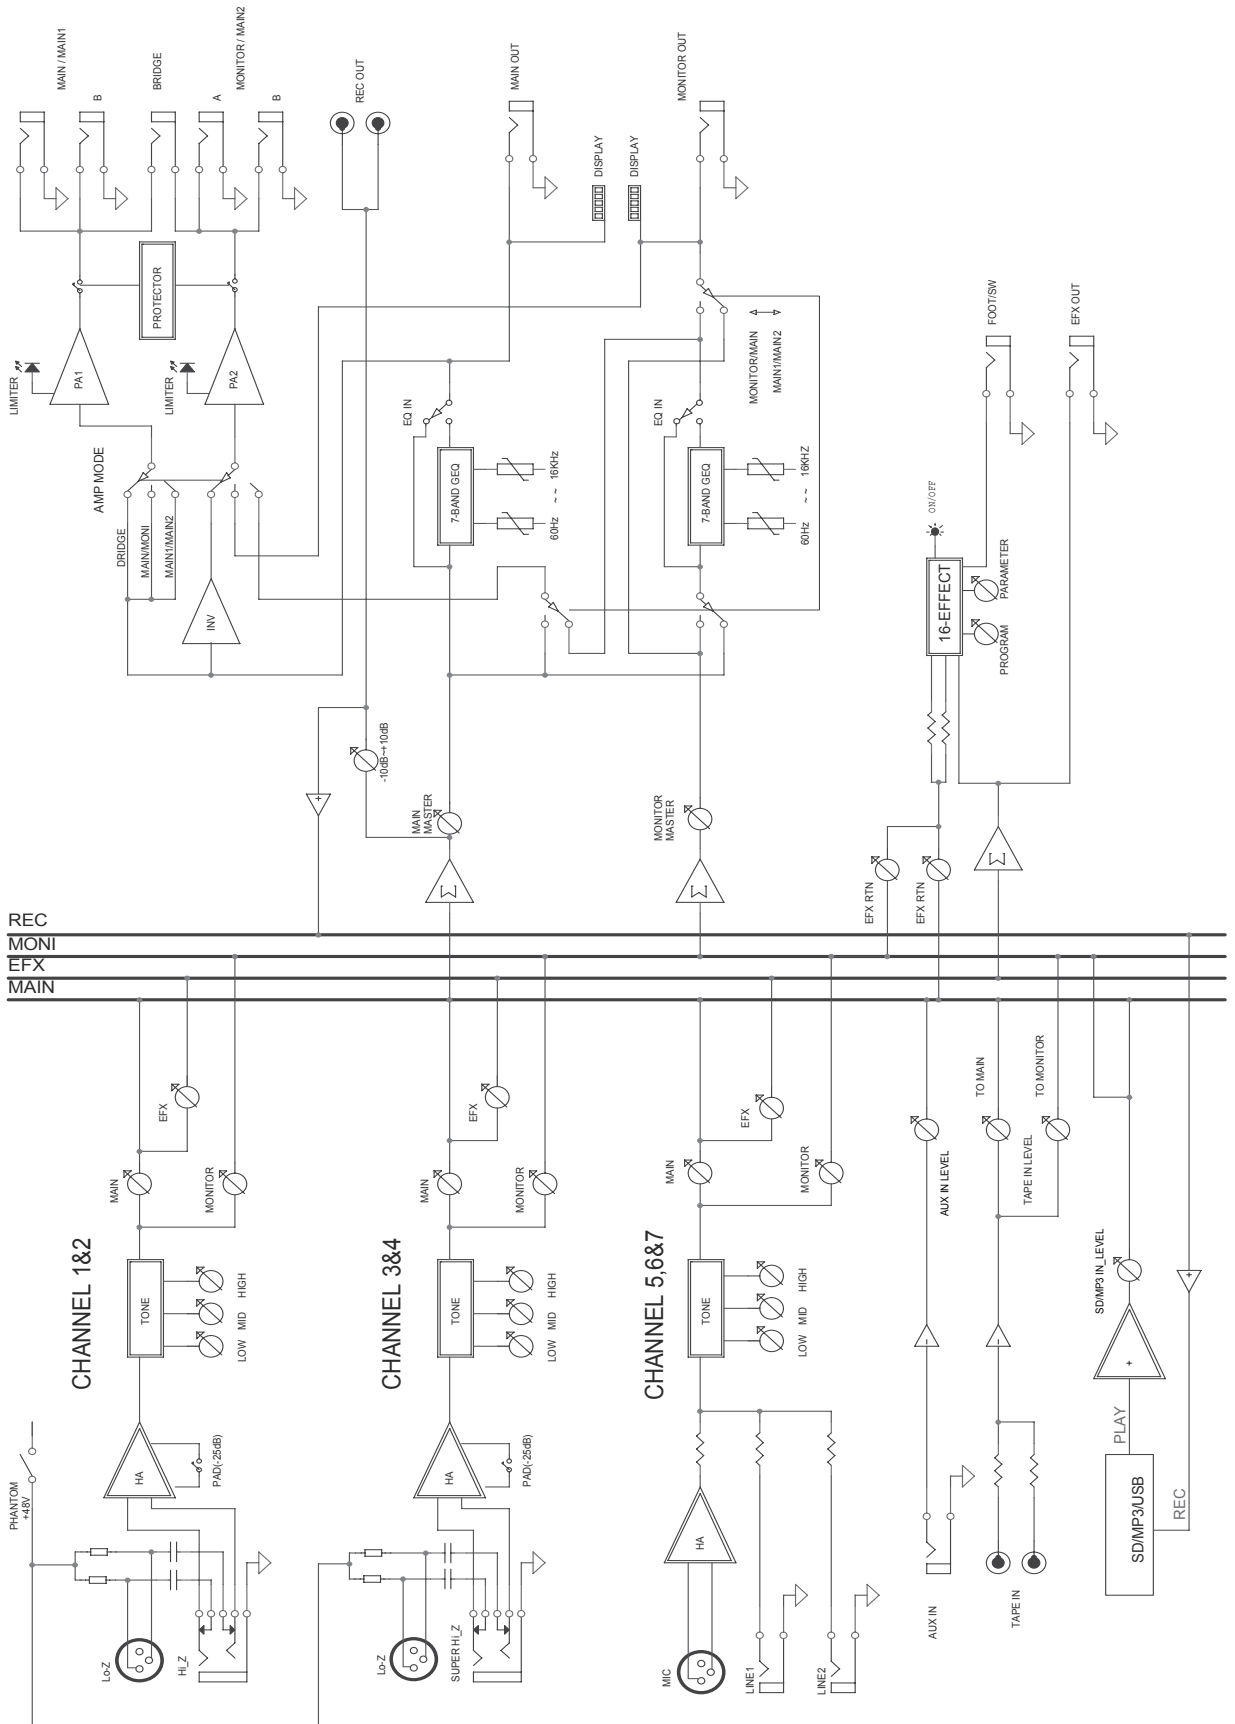 MAIN / MAIN1
B
BRIDGE
A
MONITOR / MAIN2
B
REC OUT
MAIN OUT
MONITOR OUT
DISPLAY
DISPLAY
PROTECTOR
LIMITER
PA1
LIMITER
PA2
FOOT/SW
EFX OUT
MONITOR/MAIN
MAIN1/MAIN2
EQ IN
EQ IN
AMP MODE
DRIDGE
MAIN/MONI
MAIN1/MAIN2
7-BAND GEQ
60Hz ~ ~ 16KHz
7-BAND GEQ
60Hz ~ ~ 16KHZ
ON/OFF
16-EFFECT
PARAMETER
PROGRAM
INV
-10dB~+10dB
+
MAIN
MASTER
MONITOR
MASTER
Σ
Σ
EFX RTN
EFX RTN
Σ
REC
MONI
EFX
MAIN
EFX
EFX
EFX
MAIN
MONITOR
MAIN
MONITOR
MAIN
MONITOR
AUX IN LEVEL
TO MAIN
TAPE IN LEVEL
TO MONITOR
CHANNEL 1&2
TONE
LOW
MID
HIGH
CHANNEL 3&4
TONE
LOW
MID
HIGH
CHANNEL 5,6&7
TONE
LOW
MID
HIGH
SD/MP3 IN_LEVEL
+
-
-
+
PHANTOM
+48V
HA
PAD(-25dB)
HA
PAD(-25dB)
HA
PLAY
REC
SD/MP3/USB
Lo-Z
Hi_Z
Lo-Z
SUPER Hi_Z
MIC
LINE1
LINE2
AUX IN
TAPE IN